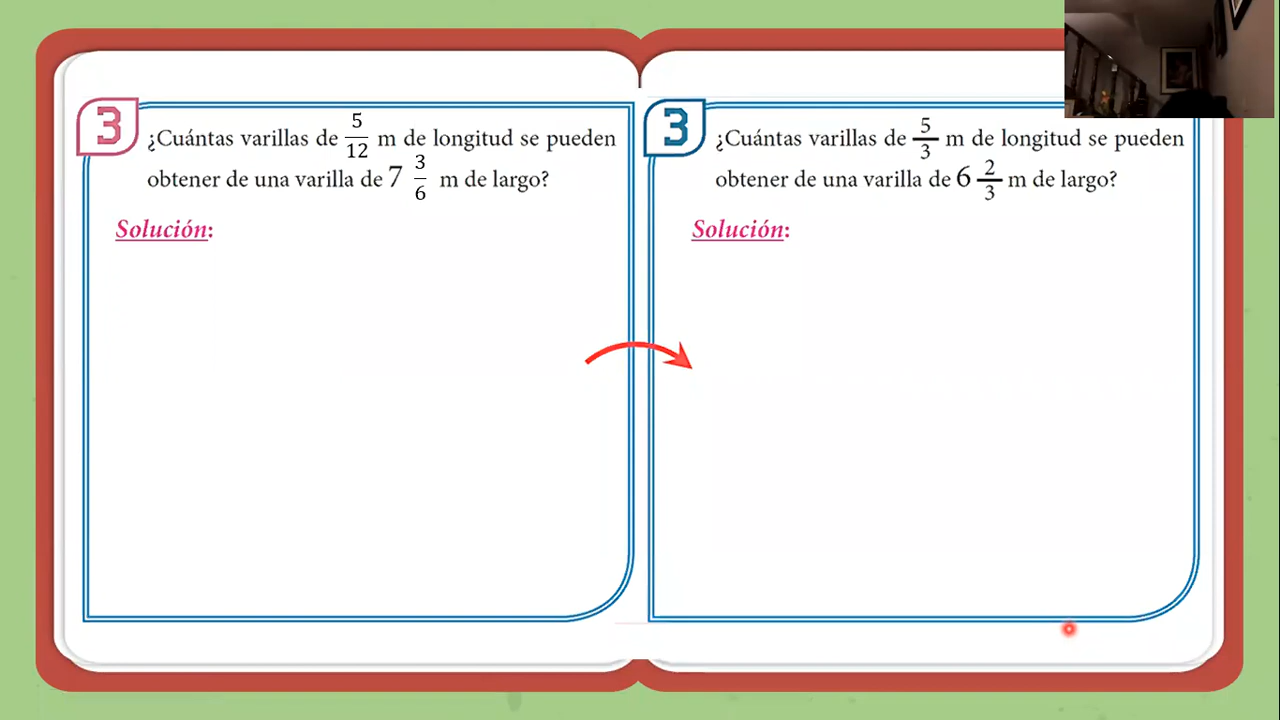 3
¿Cuántas varillas de 5/12 m de longitud se pueden
obtener de una varilla de 7 3/6 m de largo?
Solución:
3
¿Cuántas varillas de 5/3 m de longitud se pueden
obtener de una varilla de 6 2/3 m de largo?
Solución: